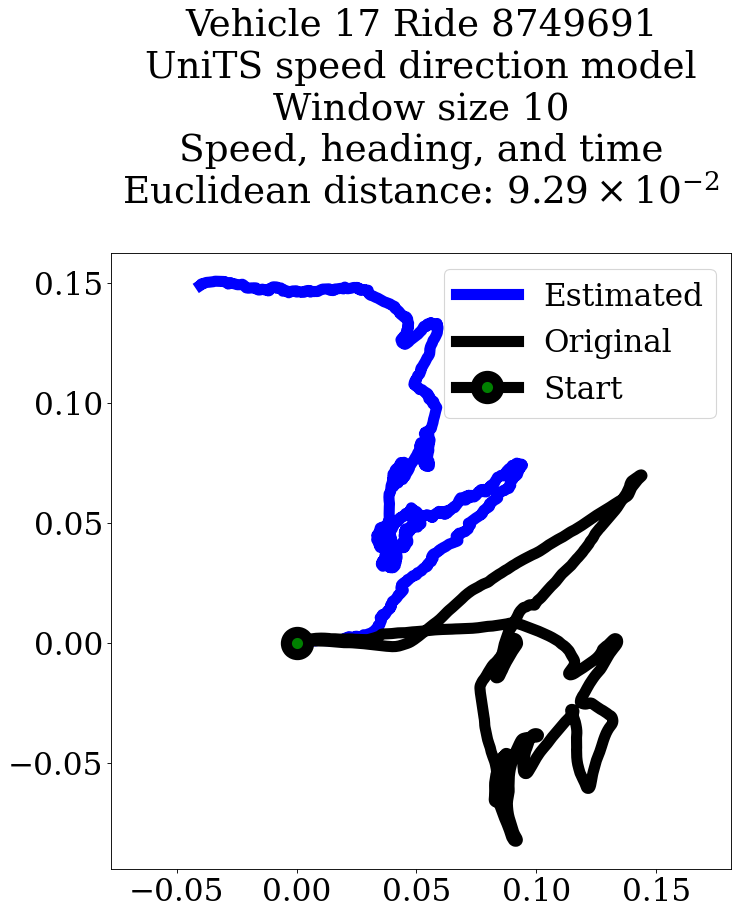 Vehicle 17 Ride 8749691
UniTS speed direction model
Window size 10
Speed, heading, and time
Euclidean distance: 9.29 × 10⁻²
Estimated
Original
Start
0.15
0.10
0.05
0.00
−0.05
−0.05 0.00 0.05 0.10 0.15